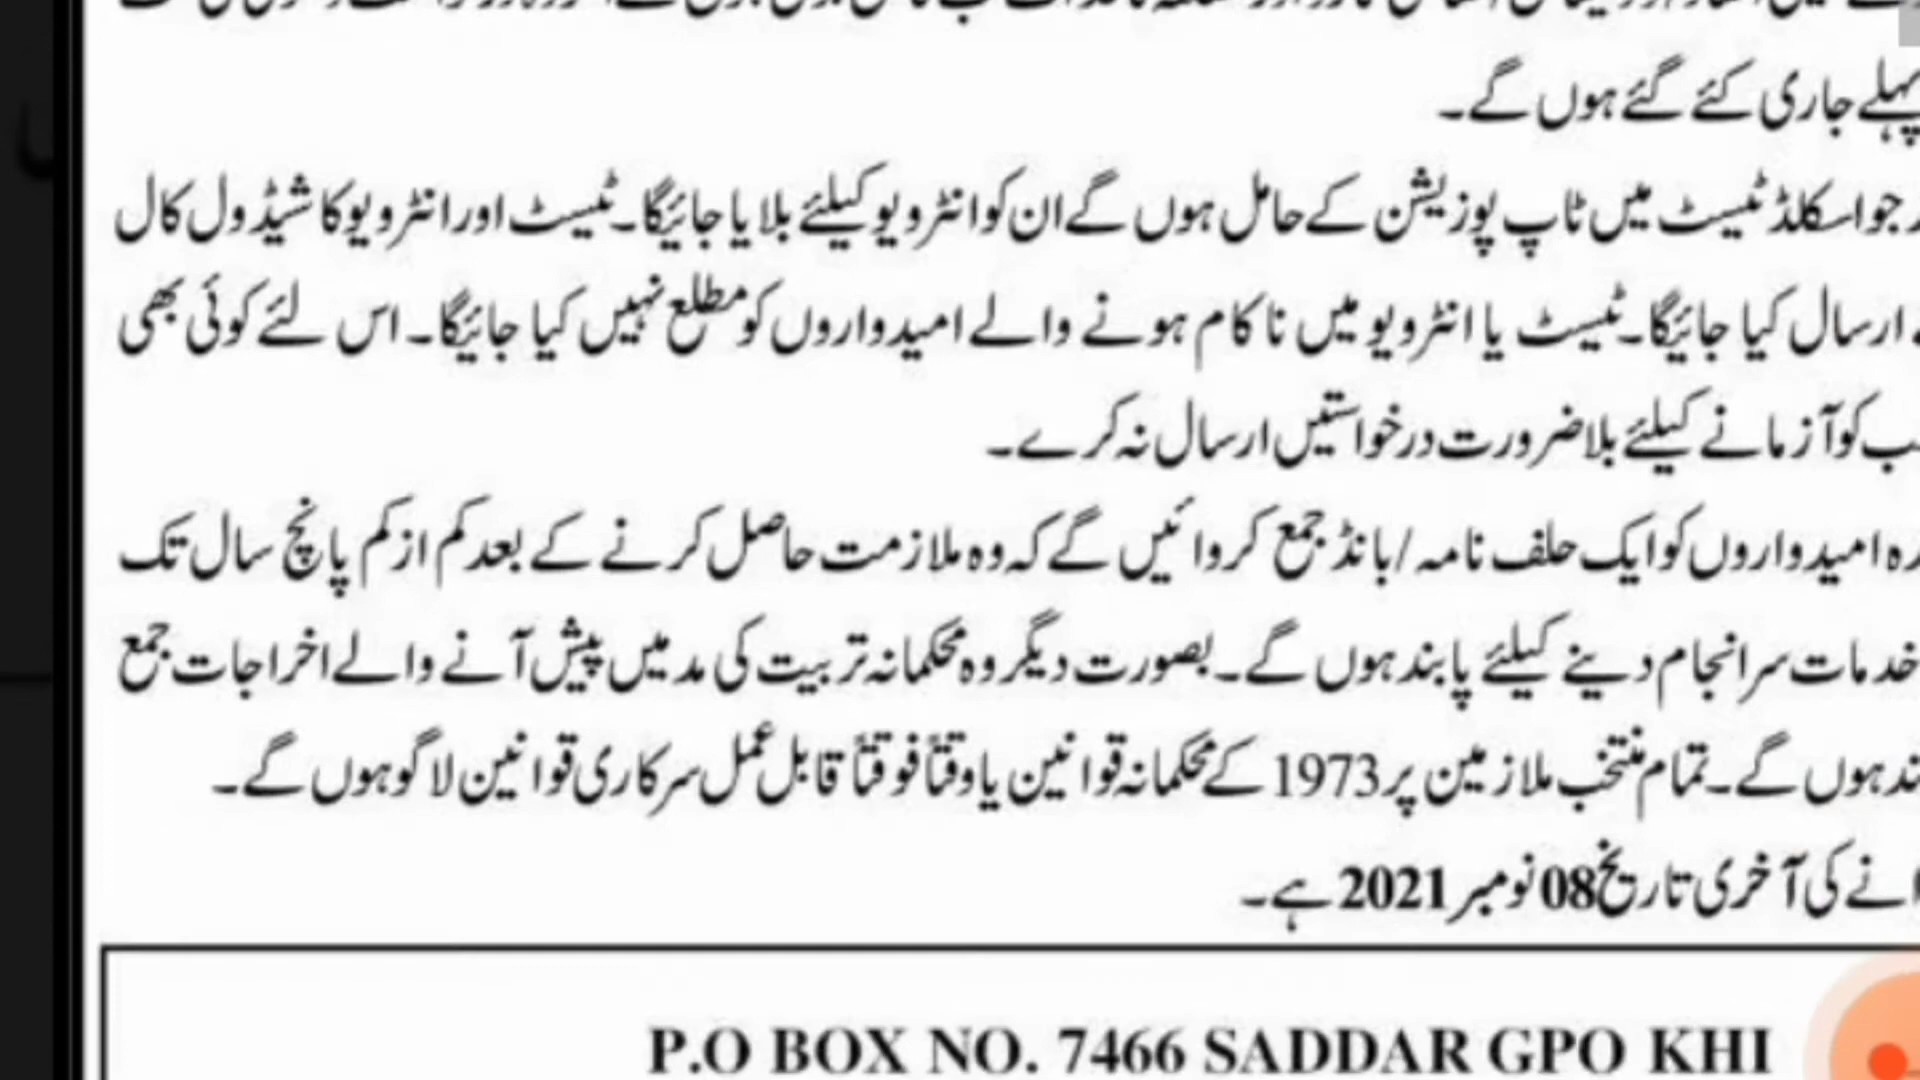 پہلے جاری کئے گئے ہوں گے۔
جو اسکلڈ ٹیسٹ میں ٹاپ پوزیشن کے حامل ہوں گے ان کو انٹرویو کیلئے بلایا جائیگا۔ ٹیسٹ اور انٹرویو کا شیڈول کال
ارسال کیا جائیگا۔ ٹیسٹ یا انٹرویو میں ناکام ہونے والے امیدواروں کو مطلع نہیں کیا جائیگا۔ اس لئے کوئی بھی
کو آزمانے کیلئے بلا ضرورت درخواستیں ارسال نہ کرے۔
امیدواروں کو ایک حلف نامہ/بانڈ جمع کروائیں گے کہ وہ ملازمت حاصل کرنے کے بعد کم از کم پانچ سال تک
خدمات سرانجام دینے کیلئے پابند ہوں گے۔ بصورت دیگر وہ محکمانہ تربیت کی مد میں پیش آنے والے اخراجات جمع
ہوں گے۔ تمام منتخب ملازمین پر 1973 کے محکمانہ قوانین یا وقتاً فوقتاً قابل عمل سرکاری قوانین لاگو ہوں گے۔
کی آخری تاریخ 08 نومبر 2021 ہے۔
P.O BOX NO. 7466 SADDAR GPO KHI